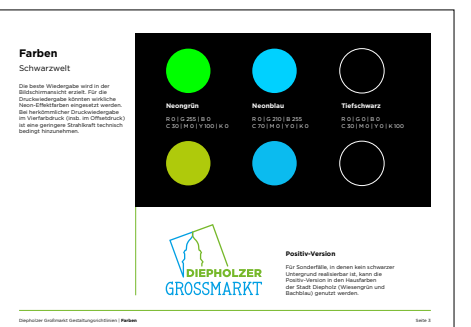 Farben
Schwarzwelt
Die beste Wiedergabe wird in der
Bildschirmansicht erzielt. Für die
Druckwiedergabe könnten wirkliche
Neon-Effektfarben eingesetzt werden.
Bei herkömmlicher Druckwiedergabe
im Vierfarbdruck (insb. im Offsetdruck)
ist eine geringere Strahlkraft technisch
bedingt hinzunehmen.
Neongrün
R 0 | G 255 | B 0
C 30 | M 0 | Y 100 | K 0
Neonblau
R 0 | G 210 | B 255
C 70 | M 0 | Y 0 | K 0
Tiefschwarz
R 0 | G 0 | B 0
C 30 | M 0 | Y 0 | K 100
DIEPHOLZER
GROSSMARKT
Positiv-Version
Für Sonderfälle, in denen kein schwarzer
Untergrund realisierbar ist, kann die
Positiv-Version in den Hausfarben
der Stadt Diepholz (Wiesengrün und
Bachblau) genutzt werden.
Diepholzer Großmarkt Gestaltungsrichtlinien | Farben
Seite 3